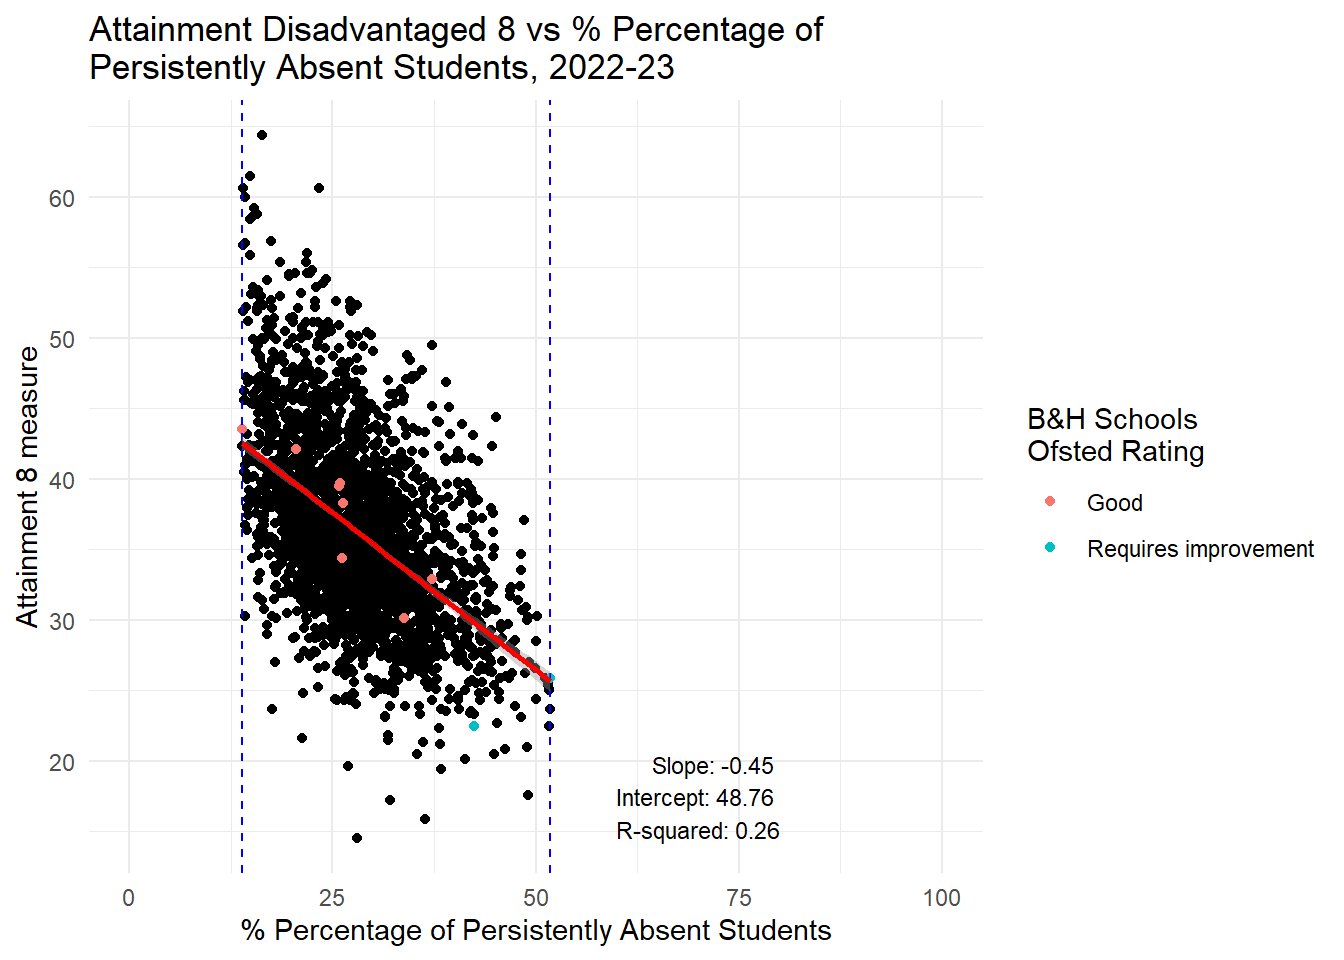 Attainment Disadvantaged 8 vs % Percentage of
Persistently Absent Students, 2022-23
Attainment 8 measure
60
50
40
30
20
Slope: -0.45
Intercept: 48.76
R-squared: 0.26
0 25 50 75 100
% Percentage of Persistently Absent Students
B&H Schools
Ofsted Rating
Good
Requires improvement